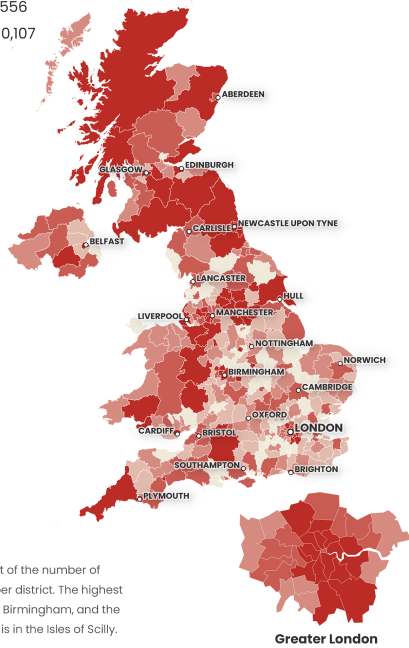 556
0,107
ABERDEEN
EDINBURGH
GLASGOW
NEWCASTLE UPON TYNE
CARLISLE
BELFAST
LANCASTER
HULL
MANCHESTER
LIVERPOOL
NOTTINGHAM
NORWICH
BIRMINGHAM
CAMBRIDGE
OXFORD
LONDON
CARDIFF
BRISTOL
SOUTHAMPTON
BRIGHTON
PLYMOUTH
t of the number of
er district. The highest
Birmingham, and the
is in the Isles of Scilly.
Greater London